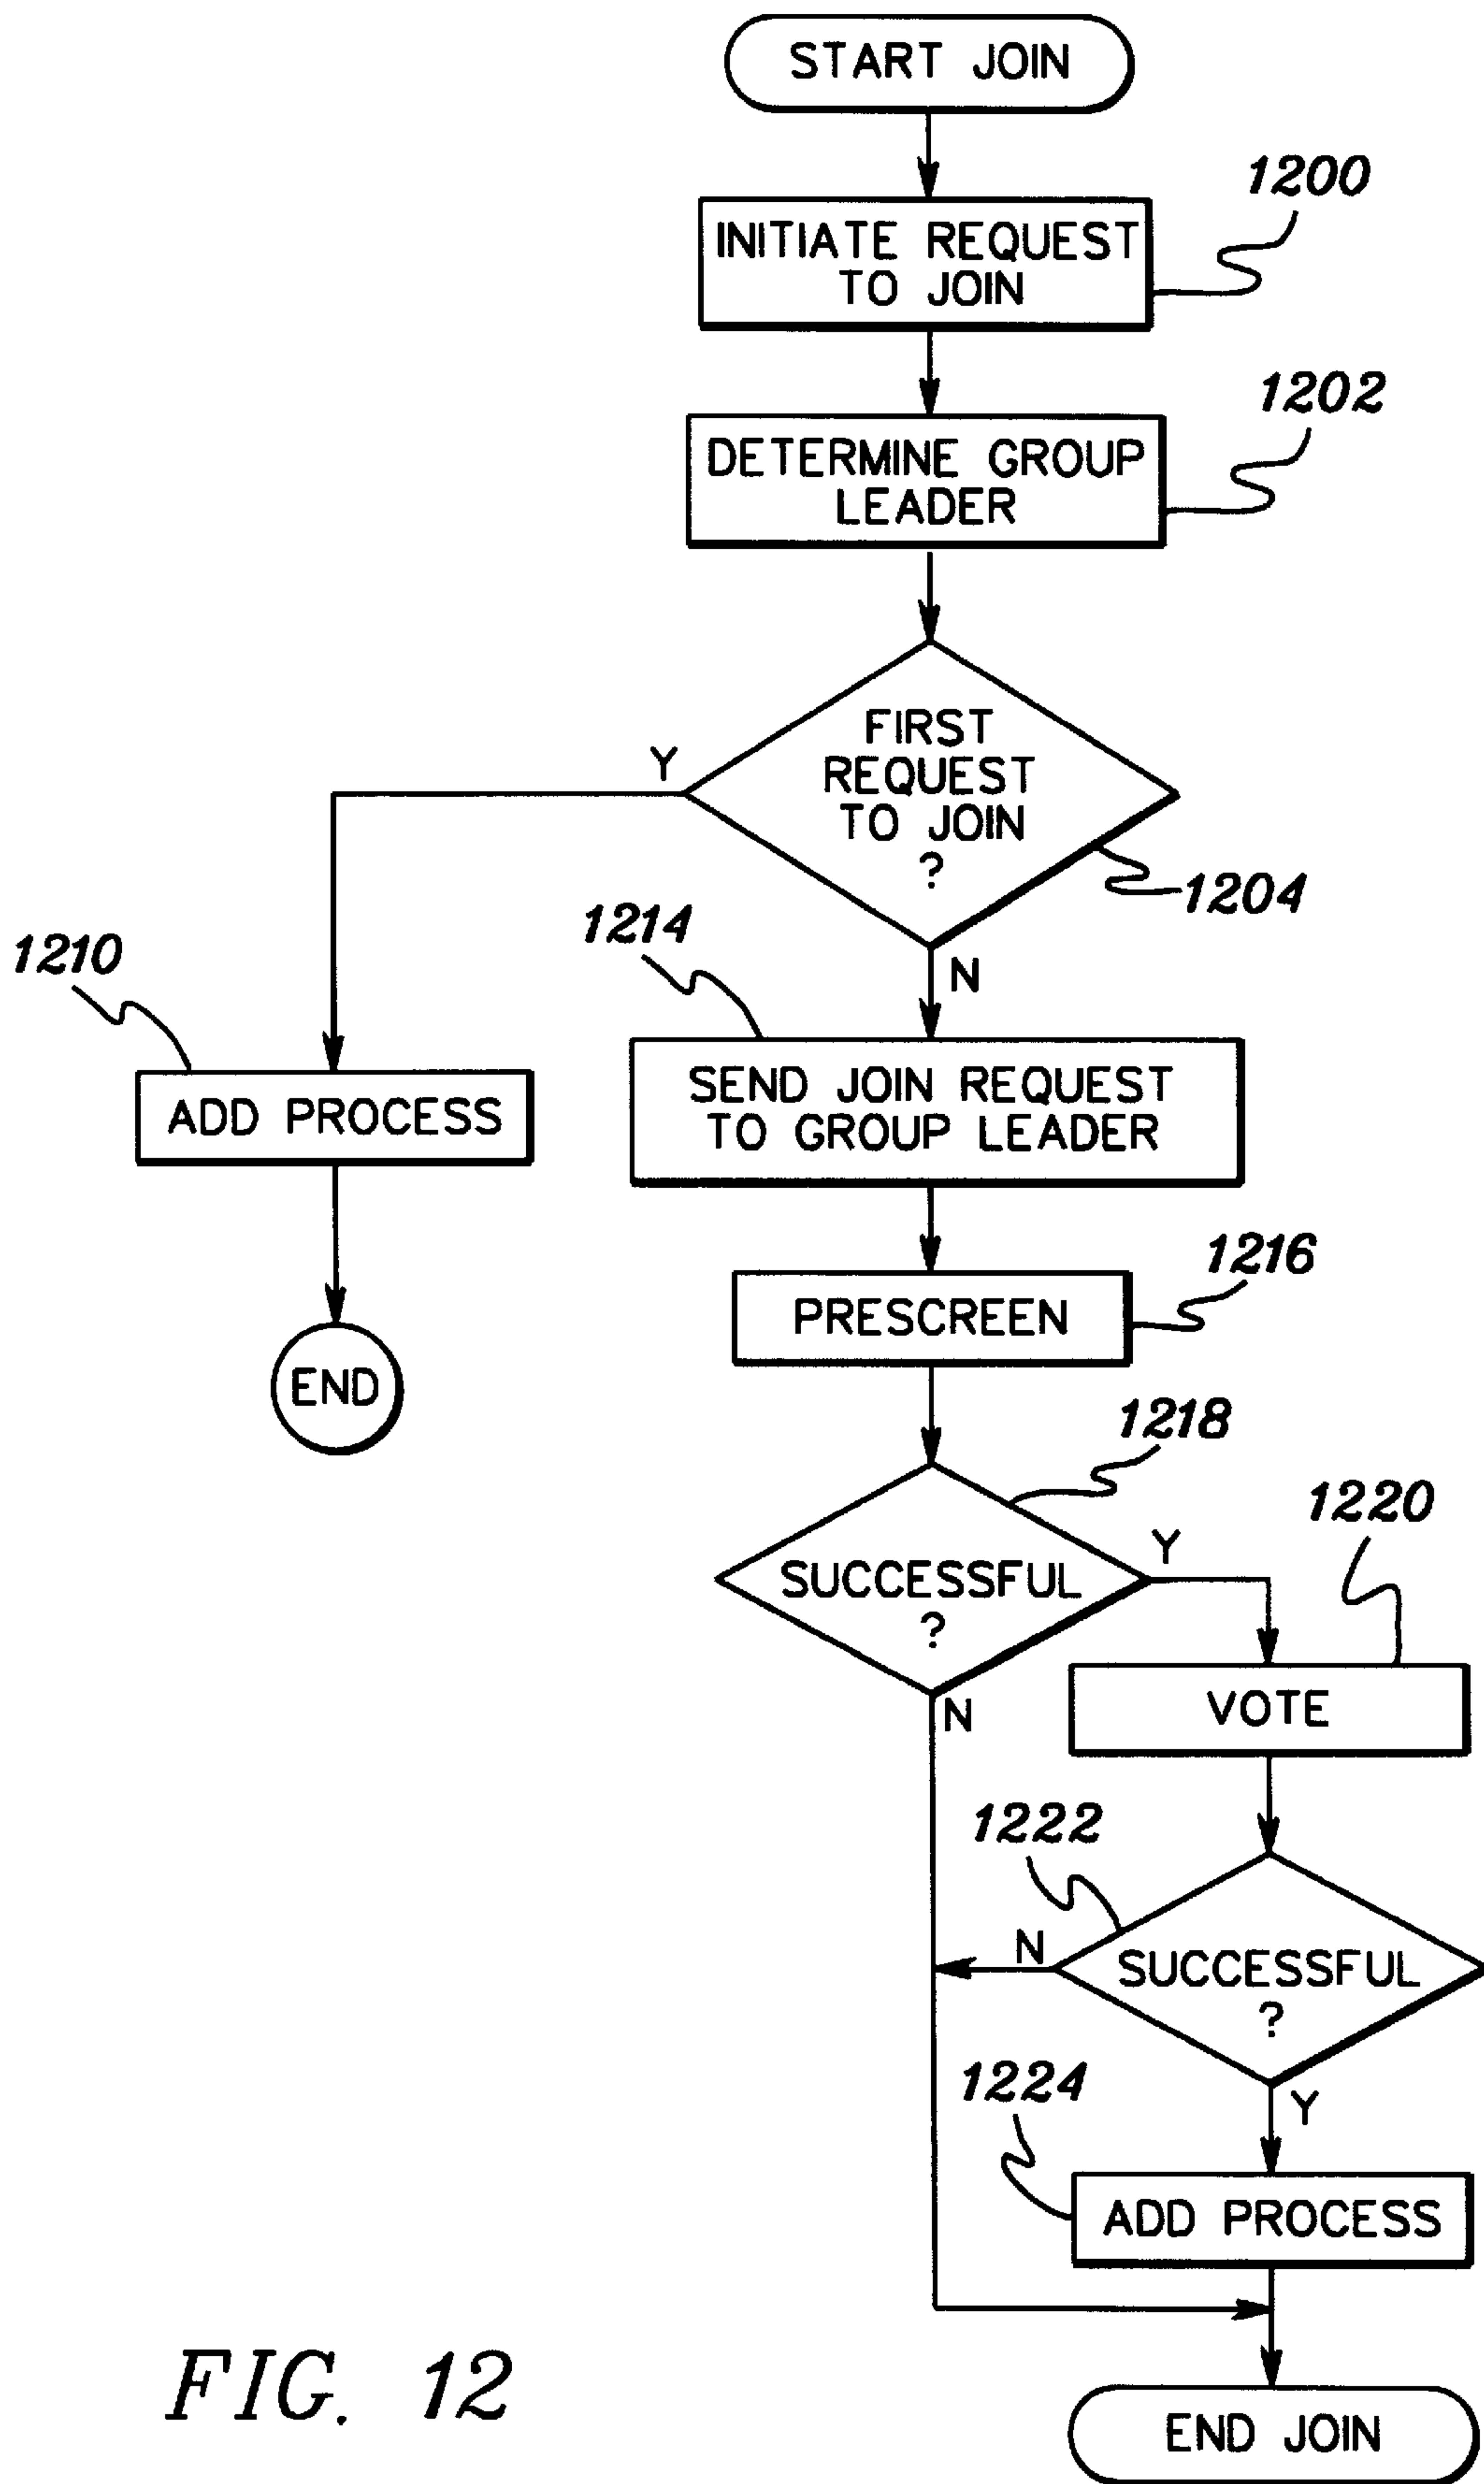 START JOIN
1200
INITIATE REQUEST
TO JOIN
1202
DETERMINE GROUP
LEADER
FIRST
REQUEST
TO JOIN
?
Y
1204
N
1210
1214
ADD PROCESS
SEND JOIN REQUEST
TO GROUP LEADER
1216
PRESCREEN
END
1218
SUCCESSFUL
?
Y
N
1220
VOTE
1222
N
SUCCESSFUL
?
Y
1224
ADD PROCESS
END JOIN
FIG. 12